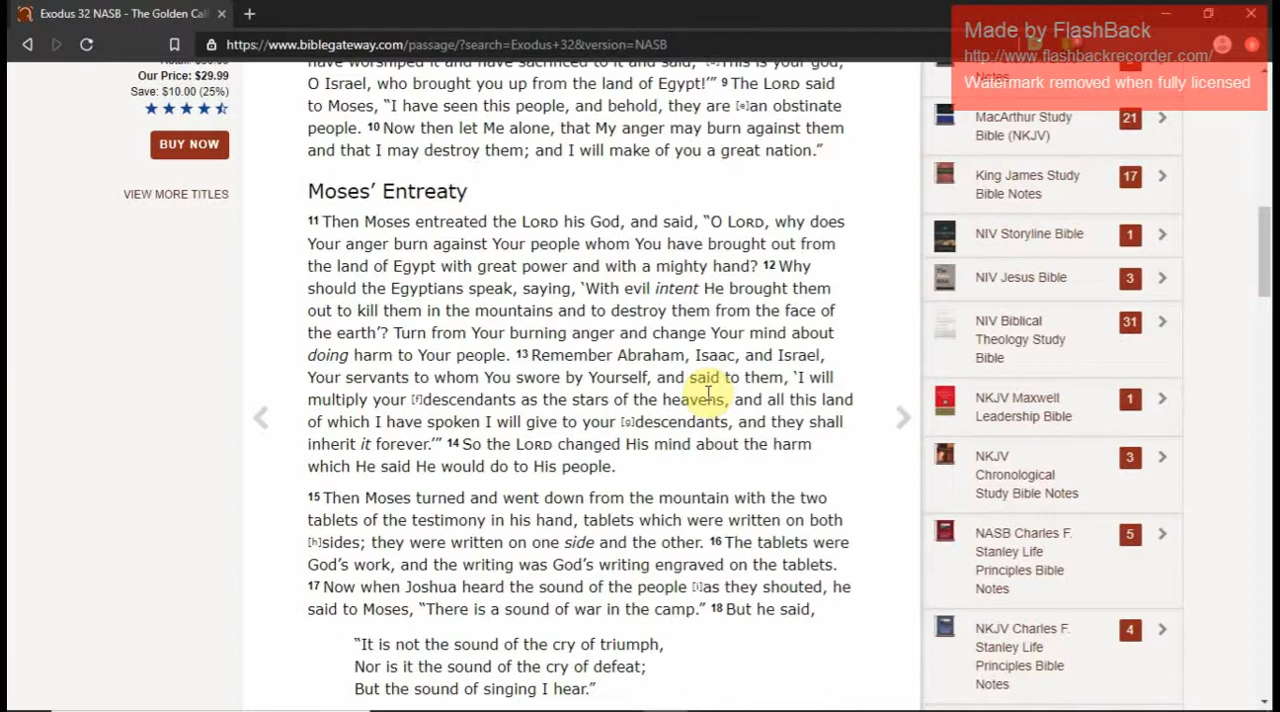 Exodus 32 NASB - The Golden Cal
Made by FlashBack
http://www.flashbackrecorder.com/
Watermark removed when fully licensed
https://www.biblegateway.com/passage/?search=Exodus+32&version=NASB
Our Price: $29.99
Save: $10.00 (25%)
BUY NOW
VIEW MORE TITLES
have worshiped it and have sacrificed to it and said, “This is your god,
O Israel, who brought you up from the land of Egypt!’” 9 The LORD said
to Moses, “I have seen this people, and behold, they are [e]an obstinate
people. 10 Now then let Me alone, that My anger may burn against them
and that I may destroy them; and I will make of you a great nation.”
Moses’ Entreaty
11 Then Moses entreated the LORD his God, and said, “O LORD, why does
Your anger burn against Your people whom You have brought out from
the land of Egypt with great power and with a mighty hand? 12 Why
should the Egyptians speak, saying, ‘With evil intent He brought them
out to kill them in the mountains and to destroy them from the face of
the earth’? Turn from Your burning anger and change Your mind about
doing harm to Your people. 13 Remember Abraham, Isaac, and Israel,
Your servants to whom You swore by Yourself, and said to them, ‘I will
multiply your [f]descendants as the stars of the heavens, and all this land
of which I have spoken I will give to your [g]descendants, and they shall
inherit it forever.’” 14 So the LORD changed His mind about the harm
which He said He would do to His people.
15 Then Moses turned and went down from the mountain with the two
tablets of the testimony in his hand, tablets which were written on both
[h]sides; they were written on one side and the other. 16 The tablets were
God’s work, and the writing was God’s writing engraved on the tablets.
17 Now when Joshua heard the sound of the people [i]as they shouted, he
said to Moses, “There is a sound of war in the camp.” 18 But he said,
“It is not the sound of the cry of triumph,
Nor is it the sound of the cry of defeat;
But the sound of singing I hear.”
Notes
MacArthur Study
Bible (NKJV)
21
King James Study
Bible Notes
17
NIV Storyline Bible
1
NIV Jesus Bible
3
NIV Biblical
Theology Study
Bible
31
NKJV Maxwell
Leadership Bible
1
NKJV
Chronological
Study Bible Notes
3
NASB Charles F.
Stanley Life
Principles Bible
Notes
5
NKJV Charles F.
Stanley Life
Principles Bible
Notes
4